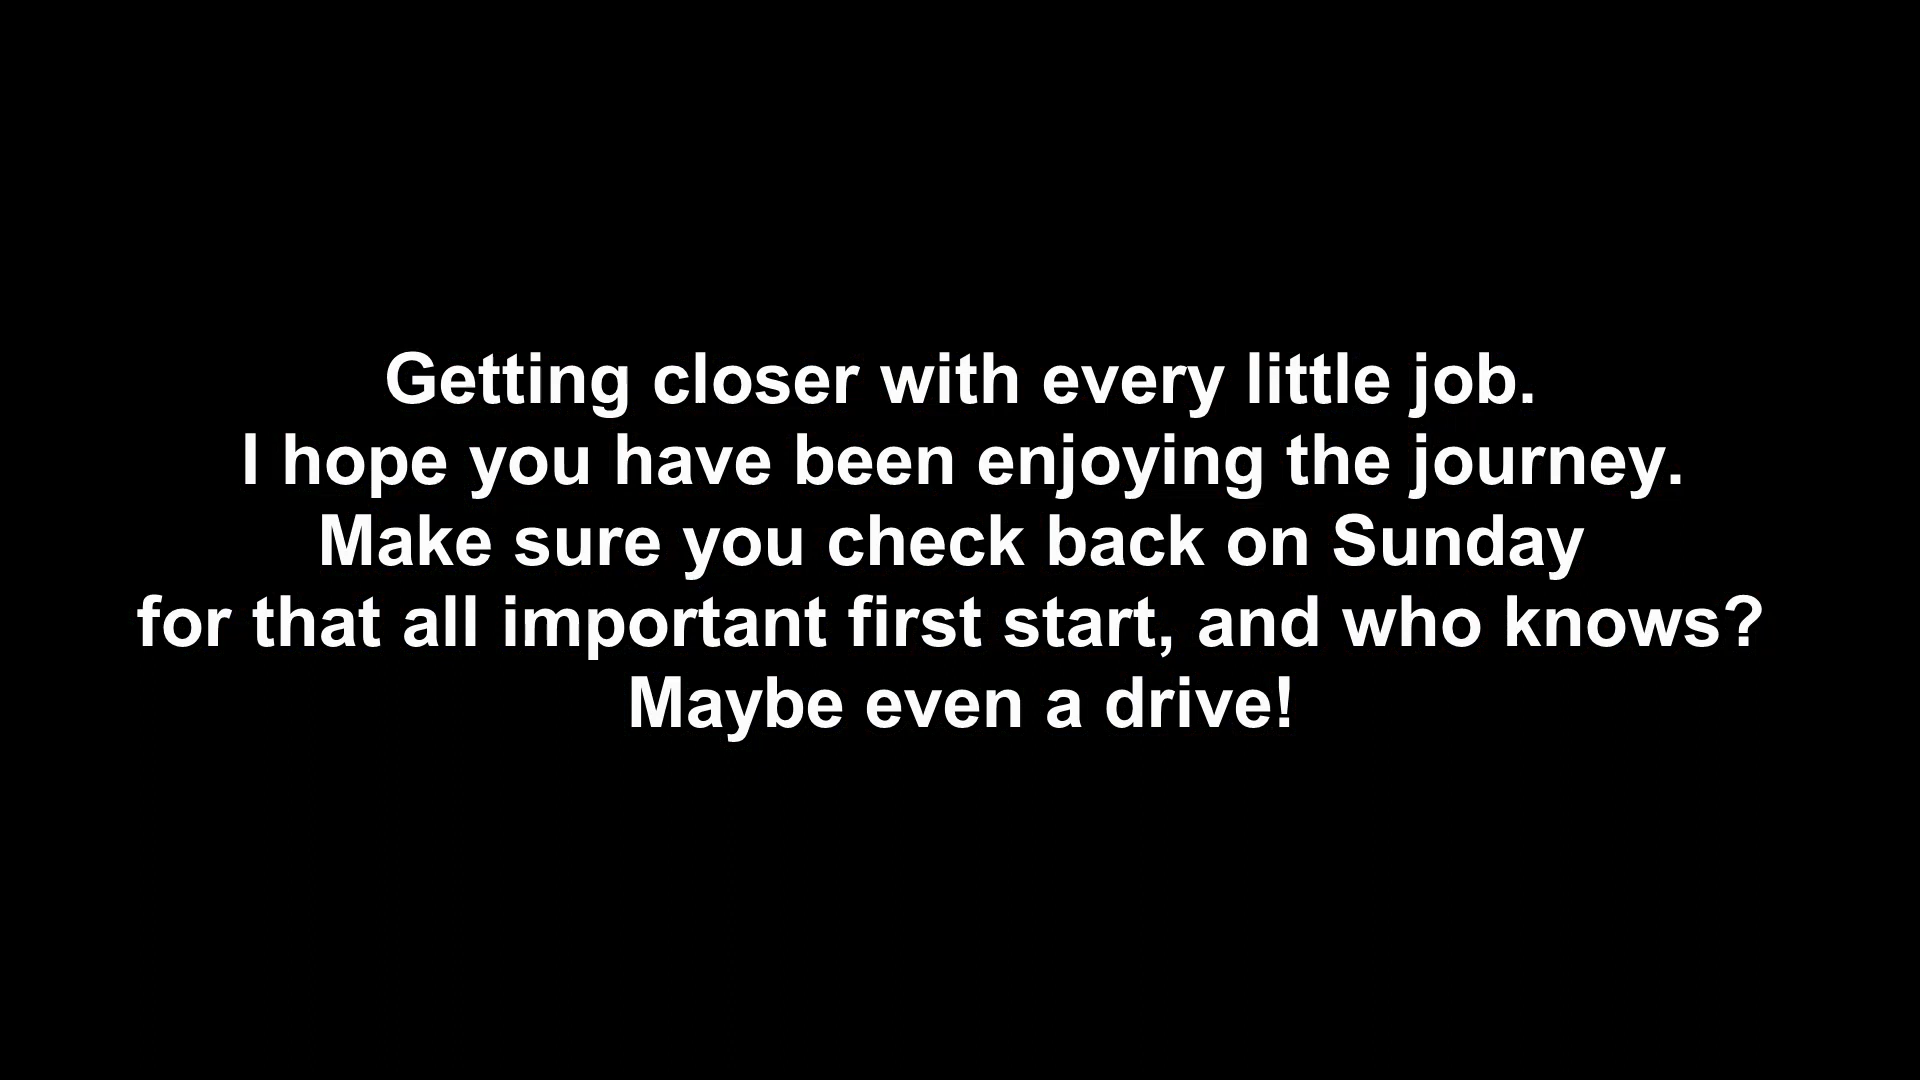 Getting closer with every little job.
I hope you have been enjoying the journey.
Make sure you check back on Sunday
for that all important first start, and who knows?
Maybe even a drive!